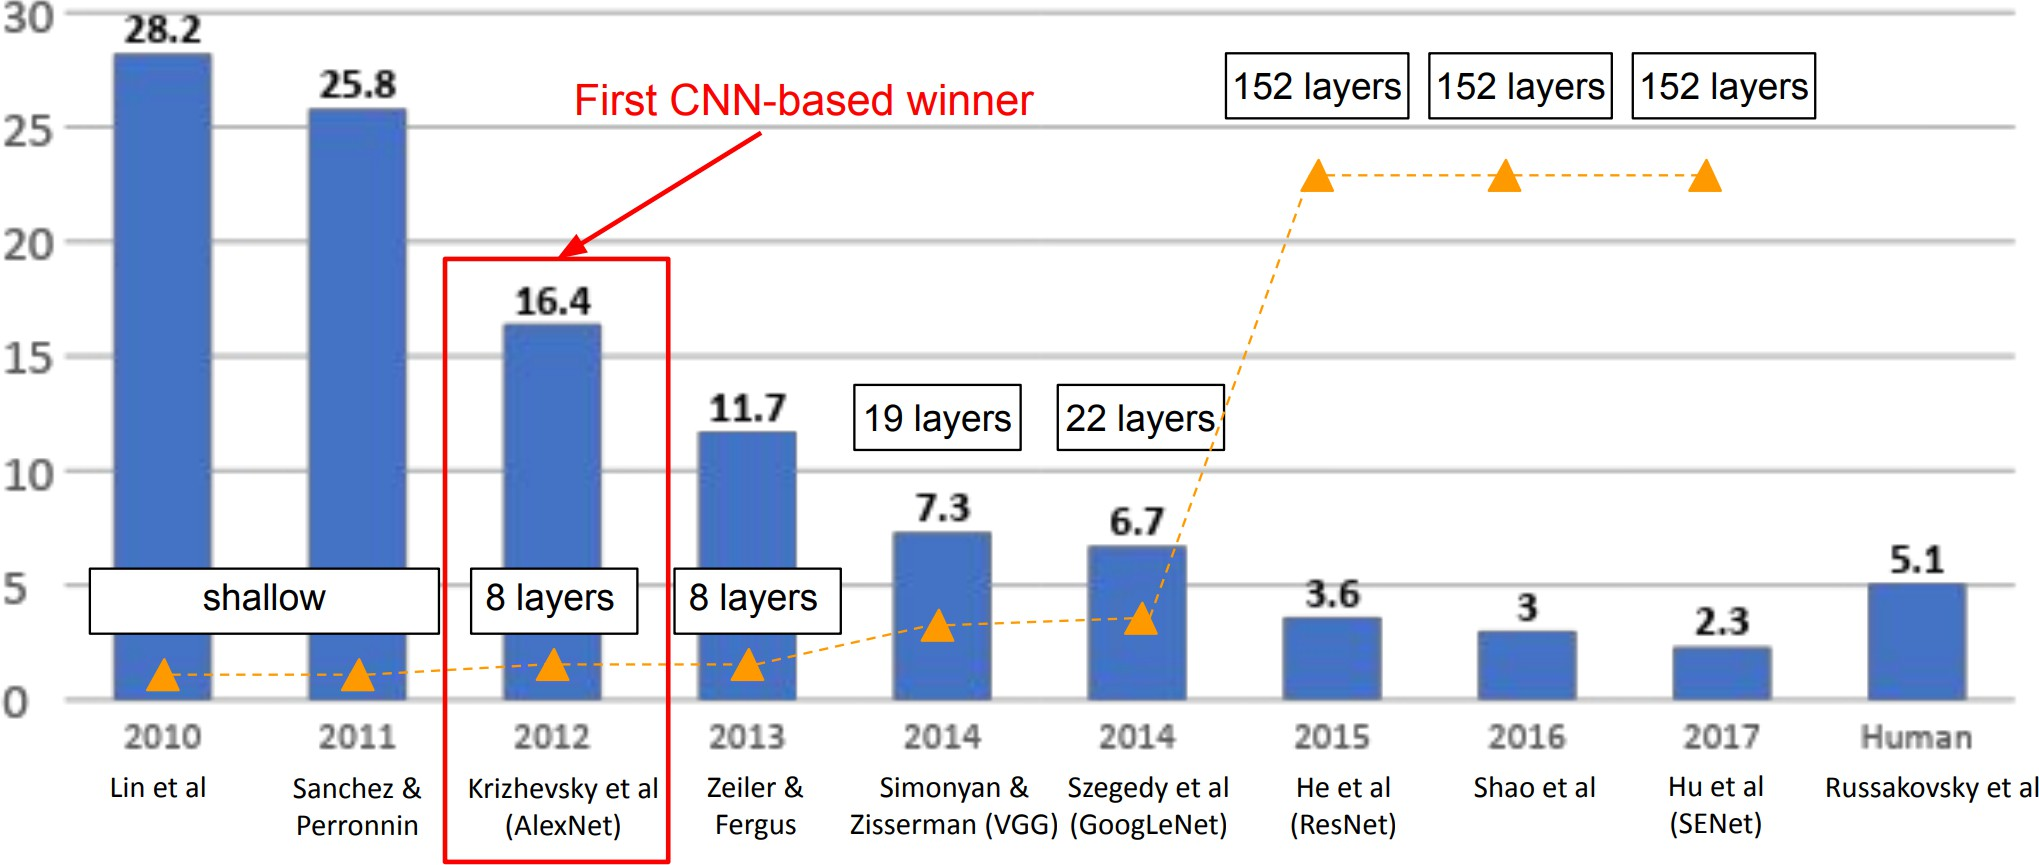 30
28.2
25.8
First CNN-based winner
152 layers
152 layers
152 layers
25
20
16.4
15
11.7
19 layers
22 layers
10
7.3
6.7
5
shallow
8 layers
8 layers
3.6
3
2.3
5.1
0
2010
2011
2012
2013
2014
2014
2015
2016
2017
Human
Lin et al
Sanchez &
Perronnin
Krizhevsky et al
(AlexNet)
Zeiler &
Fergus
Simonyan &
Zisserman (VGG)
Szegedy et al
(GoogLeNet)
He et al
(ResNet)
Shao et al
Hu et al
(SENet)
Russakovsky et al